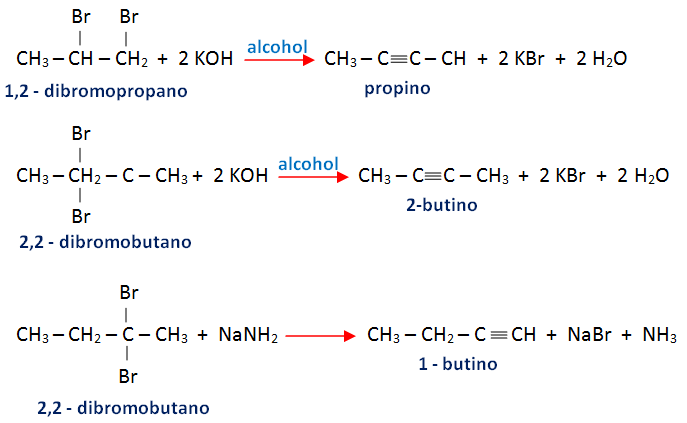 Br Br
CH₃ – CH – CH₂ + 2 KOH alcohol CH₃ – C≡C – CH + 2 KBr + 2 H₂O
1,2 - dibromopropano propino
Br
CH₃ – CH₂ – C – CH₃ + 2 KOH alcohol CH₃ – C≡C – CH₃ + 2 KBr + 2 H₂O
Br 2-butino
2,2 - dibromobutano
Br
CH₃ – CH₂ – C – CH₃ + NaNH₂ CH₃ – CH₂ – C≡CH + NaBr + NH₃
Br 1 - butino
2,2 - dibromobutano